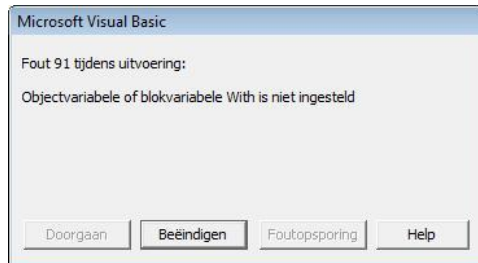 Microsoft Visual Basic
Fout 91 tijdens uitvoering:
Objectvariabele of blokvariabele With is niet ingesteld
Doorgaan
Beëindigen
Foutopsporing
Help